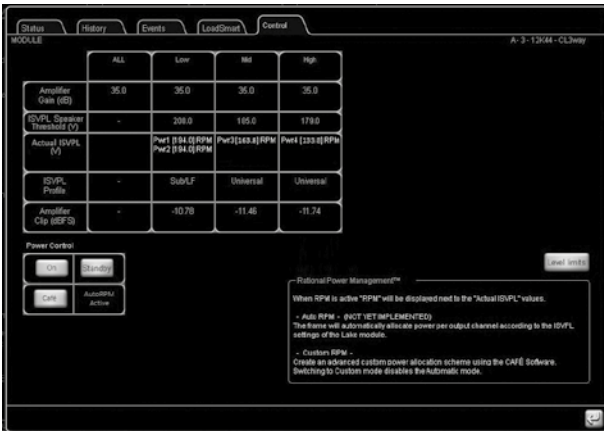 Status History Events LoadSmart Control
MODULE A- 3 - 12K44 - CL3way
ALL Low Mid High
Amplifier Gain (dB) 35.0 35.0 35.0 35.0
ISVPL Speaker Threshold (V) - 208.0 185.0 179.0
Actual ISVPL (V) Pwr1 [194.0] RPM Pwr3 [163.8] RPM Pwr4 [133.8] RPM
Pwr2 [194.0] RPM
ISVPL Profile - Sub/LF Universal Universal
Amplifier Clip (dBFS) - -10.78 -11.46 -11.74
Power Control
On Standby
Café AutoRPM Active
Level limits
Rational Power Management™
When RPM is active "RPM" will be displayed next to the "Actual ISVPL" values.
- Auto RPM - (NOT YET IMPLEMENTED)
The frame will automatically allocate power per output channel according to the ISVPL
settings of the Lake module.
- Custom RPM -
Create an advanced custom power allocation scheme using the CAFÉ Software.
Switching to Custom mode disables the Automatic mode.